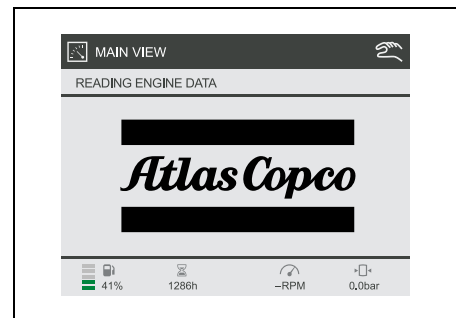 MAIN VIEW
READING ENGINE DATA
Atlas Copco
41% 1286h –RPM 0.0bar